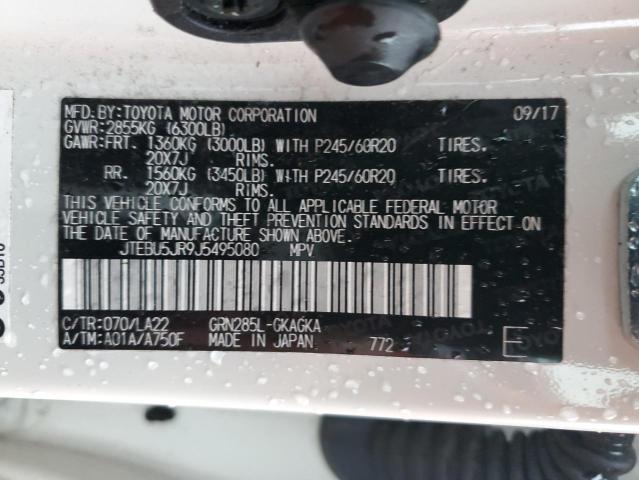 MFD.BY:TOYOTA MOTOR CORPORATION 09/17
GVWR:2855KG (6300LB)
GAWR:FRT. 1360KG (3000LB) WITH P245/60R20 TIRES.
20X7J RIMS.
RR. 1560KG (3450LB) WITH P245/60R20 TIRES.
20X7J RIMS.
THIS VEHICLE CONFORMS TO ALL APPLICABLE FEDERAL MOTOR
VEHICLE SAFETY AND THEFT PREVENTION STANDARDS IN EFFECT ON
THE DATE OF MANUFACTURE SHOWN ABOVE.
JTEBU5JR9J5495080 MPV
C/TR:070/LA22 GRN285L-GKAGKA
A/TM:A01A/A750F MADE IN JAPAN 772 E